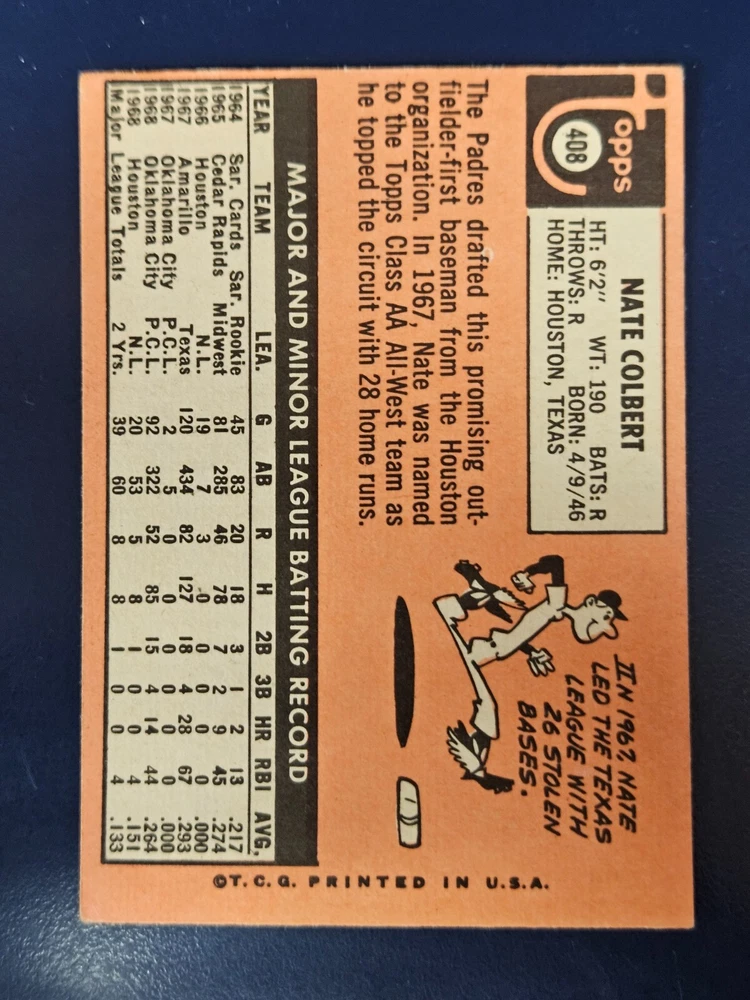 Topps
408
NATE COLBERT
HT: 6'2" WT: 190 BATS: R
THROWS: R BORN: 4/9/46
HOME: HOUSTON, TEXAS
The Padres drafted this promising out-
fielder-first baseman from the Houston
organization. In 1967, Nate was named
to the Topps Class AA All-West team as
he topped the circuit with 28 home runs.
IN 1967, NATE
LED THE TEXAS
LEAGUE WITH
26 STOLEN
BASES.
MAJOR AND MINOR LEAGUE BATTING RECORD
YEAR TEAM LEA. G AB R H 2B 3B HR RBI AVG.
1964 Sar. Cards Sar. Rookie 45 83 20 18 3 1 2 13 .217
1965 Cedar Rapids Midwest 81 285 46 78 7 2 9 45 .274
1966 Houston N.L. 19 7 3 0 0 0 0 0 .000
1967 Amarillo Texas 120 434 82 127 18 4 28 67 .293
1967 Oklahoma City P.C.L. 2 5 0 0 0 0 0 0 .000
1968 Oklahoma City P.C.L. 92 322 52 85 15 4 14 44 .264
1968 Houston N.L. 20 53 5 8 1 0 0 4 .151
Major League Totals 2 Yrs. 39 60 8 8 1 0 0 4 .133
©T.C.G. PRINTED IN U.S.A.